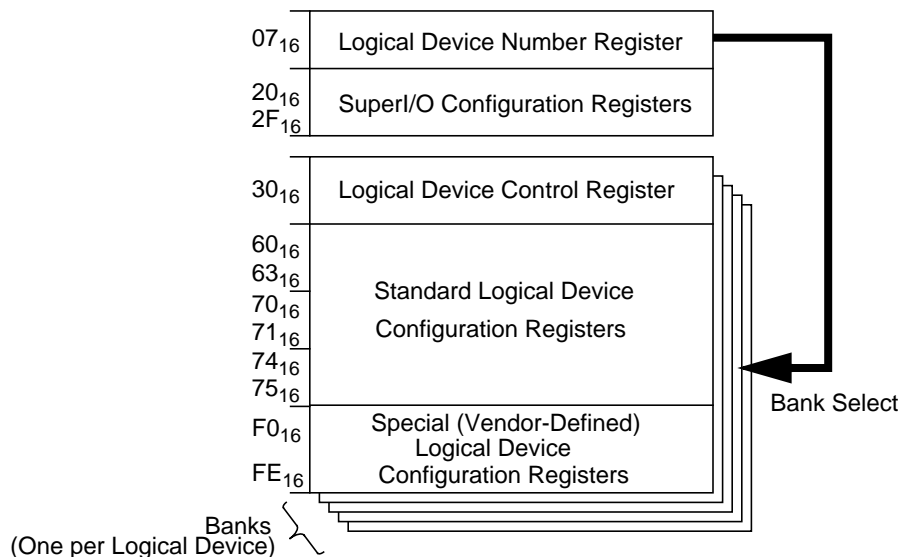 07₁₆ Logical Device Number Register
20₁₆
2F₁₆
SuperI/O Configuration Registers
30₁₆ Logical Device Control Register
60₁₆
63₁₆
70₁₆
71₁₆
74₁₆
75₁₆
Standard Logical Device
Configuration Registers
Bank Select
F0₁₆
FE₁₆
Special (Vendor-Defined)
Logical Device
Configuration Registers
Banks
(One per Logical Device)